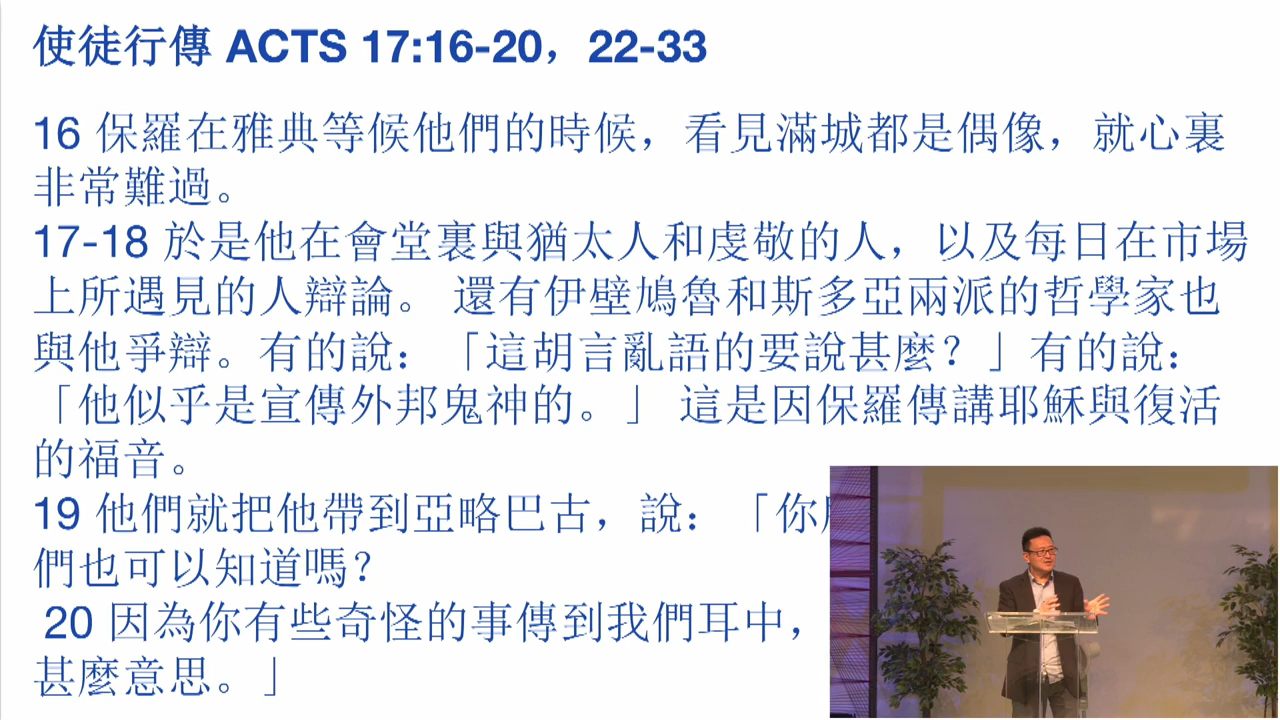 使徒行傳 ACTS 17:16-20，22-33
16 保羅在雅典等候他們的時候，看見滿城都是偶像，就心裏
非常難過。
17-18 於是他在會堂裏與猶太人和虔敬的人，以及每日在市場
上所遇見的人辯論。 還有伊壁鳩魯和斯多亞兩派的哲學家也
與他爭辯。有的說：「這胡言亂語的要說甚麼？」有的說：
「他似乎是宣傳外邦鬼神的。」 這是因保羅傳講耶穌與復活
的福音。
19 他們就把他帶到亞略巴古，說：「你
們也可以知道嗎？
20 因為你有些奇怪的事傳到我們耳中，
甚麼意思。」